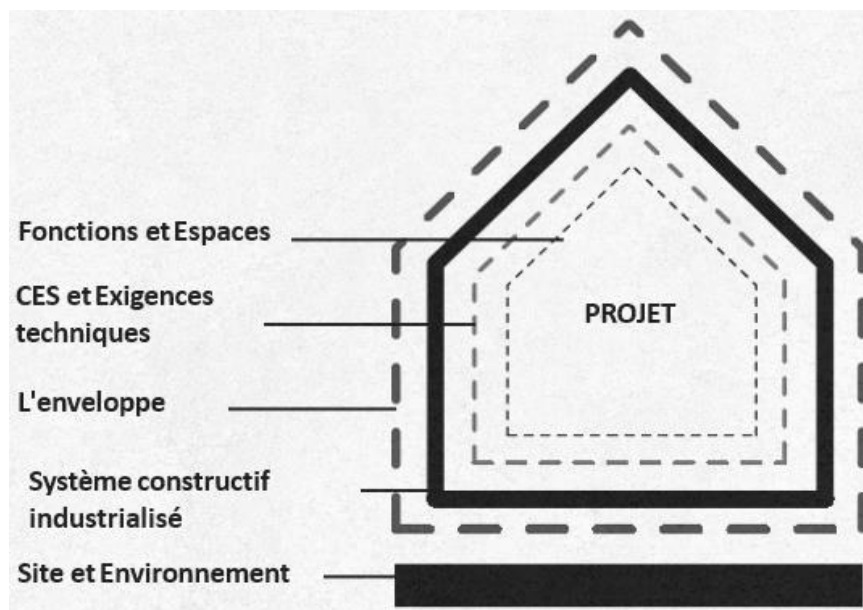 Fonctions et Espaces
CES et Exigences
techniques
PROJET
L'enveloppe
Système constructif
industrialisé
Site et Environnement